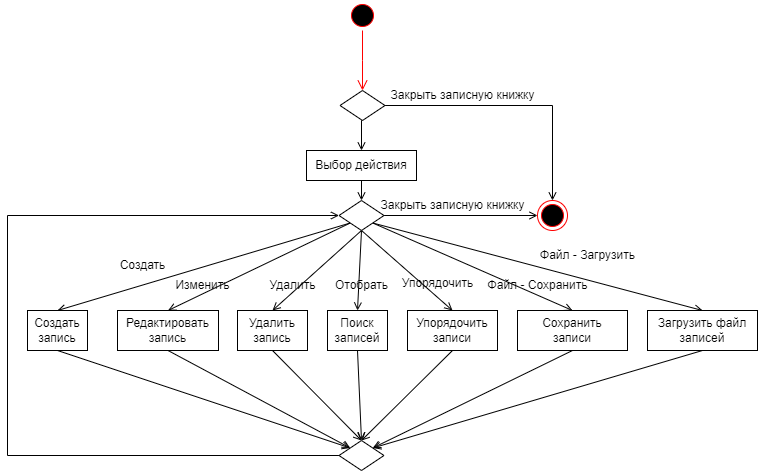 Закрыть записную книжку
Выбор действия
Закрыть записную книжку
Файл - Загрузить
Создать
Изменить
Удалить
Отобрать
Упорядочить
Файл - Сохранить
Создать
запись
Редактировать
запись
Удалить
запись
Поиск
записей
Упорядочить
записи
Сохранить
записи
Загрузить файл
записей